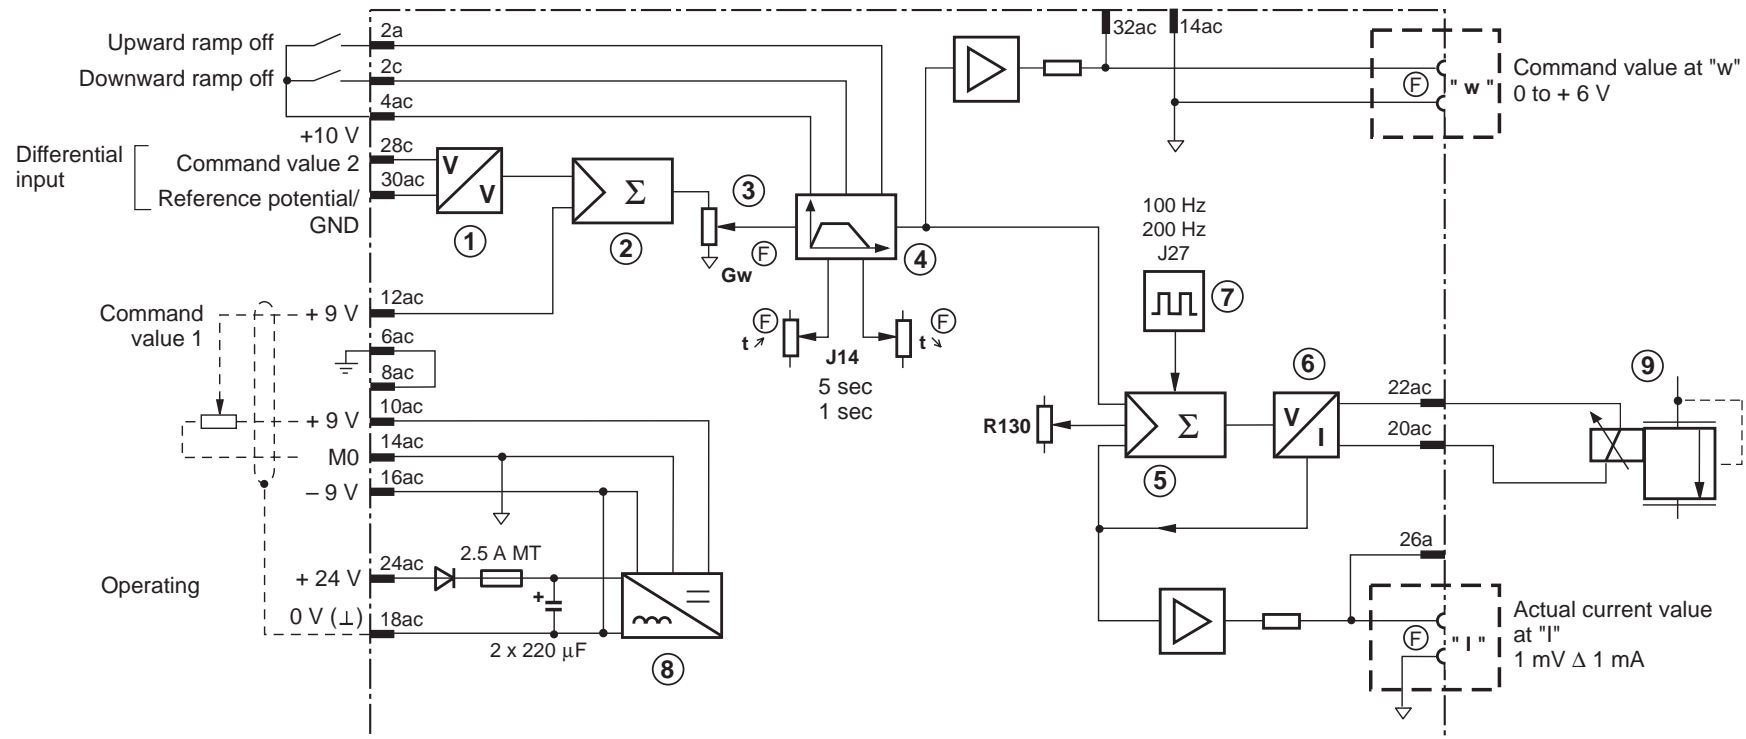 Upward ramp off
2a
Downward ramp off
2c
4ac
+10 V
Differential
input
Command value 2
28c
Reference potential/
GND
30ac
V
V
1
Σ
2
3
Gw
F
4
32ac
14ac
F
" w "
Command value at "w"
0 to + 6 V
Command
value 1
+ 9 V
12ac
6ac
8ac
+ 9 V
10ac
M0
14ac
– 9 V
16ac
t ↗
F
J14
5 sec
1 sec
F
t ↘
100 Hz
200 Hz
J27
7
R130
Σ
5
6
V
I
22ac
20ac
9
Operating
+ 24 V
24ac
2.5 A MT
+
0 V (⊥)
18ac
2 x 220 μF
8
26a
F
" I "
Actual current value
at "I"
1 mV Δ 1 mA